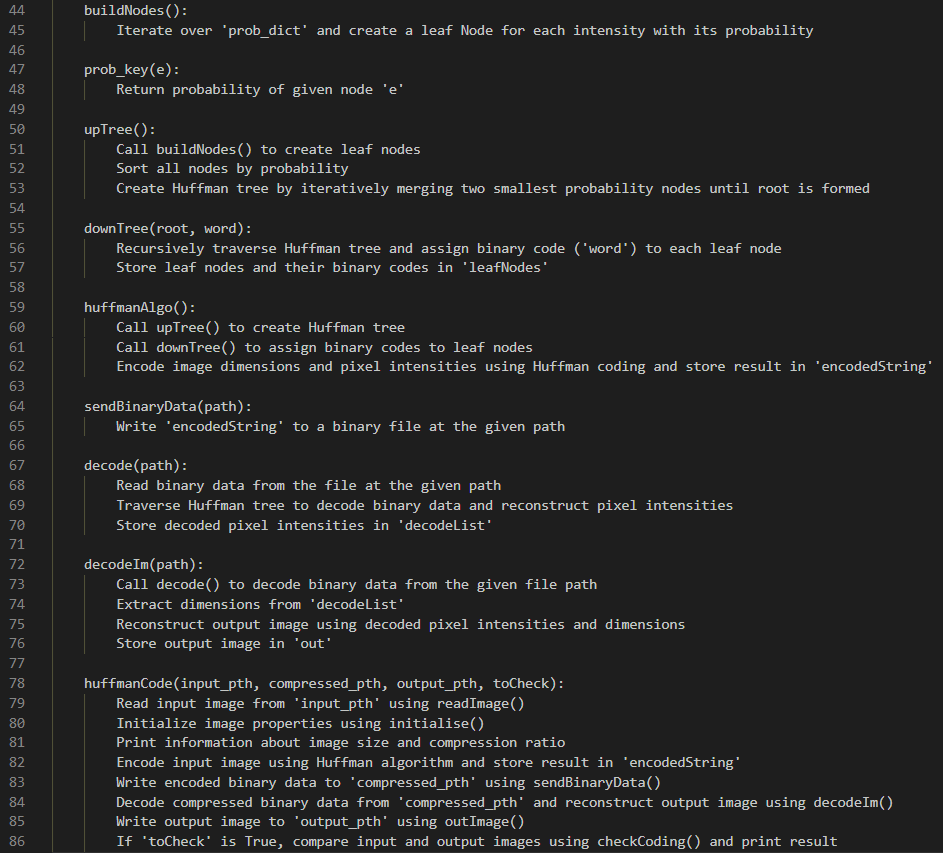 44 buildNodes():
45 Iterate over 'prob_dict' and create a leaf Node for each intensity with its probability
46
47 prob_key(e):
48 Return probability of given node 'e'
49
50 upTree():
51 Call buildNodes() to create leaf nodes
52 Sort all nodes by probability
53 Create Huffman tree by iteratively merging two smallest probability nodes until root is formed
54
55 downTree(root, word):
56 Recursively traverse Huffman tree and assign binary code ('word') to each leaf node
57 Store leaf nodes and their binary codes in 'leafNodes'
58
59 huffmanAlgo():
60 Call upTree() to create Huffman tree
61 Call downTree() to assign binary codes to leaf nodes
62 Encode image dimensions and pixel intensities using Huffman coding and store result in 'encodedString'
63
64 sendBinaryData(path):
65 Write 'encodedString' to a binary file at the given path
66
67 decode(path):
68 Read binary data from the file at the given path
69 Traverse Huffman tree to decode binary data and reconstruct pixel intensities
70 Store decoded pixel intensities in 'decodeList'
71
72 decodeIm(path):
73 Call decode() to decode binary data from the given file path
74 Extract dimensions from 'decodeList'
75 Reconstruct output image using decoded pixel intensities and dimensions
76 Store output image in 'out'
77
78 huffmanCode(input_pth, compressed_pth, output_pth, toCheck):
79 Read input image from 'input_pth' using readImage()
80 Initialize image properties using initialise()
81 Print information about image size and compression ratio
82 Encode input image using Huffman algorithm and store result in 'encodedString'
83 Write encoded binary data to 'compressed_pth' using sendBinaryData()
84 Decode compressed binary data from 'compressed_pth' and reconstruct output image using decodeIm()
85 Write output image to 'output_pth' using outImage()
86 If 'toCheck' is True, compare input and output images using checkCoding() and print result